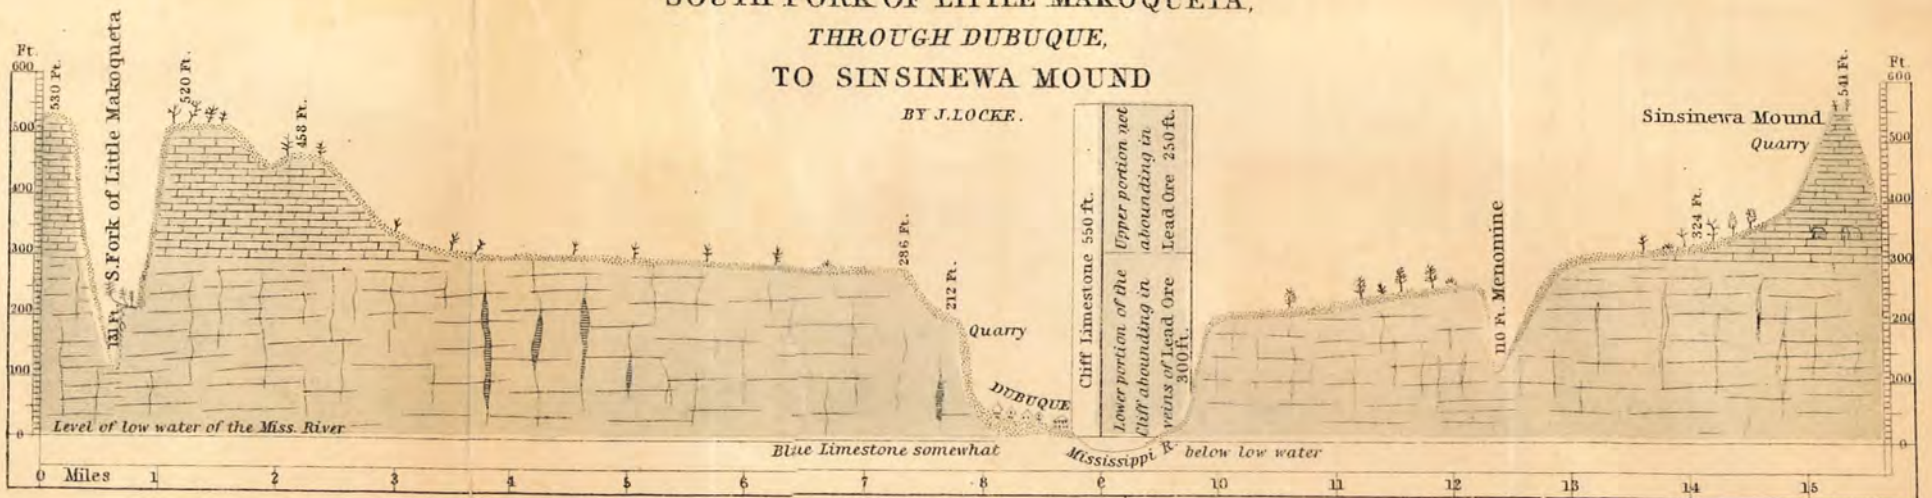 SOUTH FORK OF LITTLE MAKOQUETA,
THROUGH DUBUQUE,
TO SINSINEWA MOUND
BY J. LOCKE.
Ft.
600
500
400
300
200
100
0
530 Ft.
S. Fork of Little Makoqueta
131 Ft.
520 Ft.
458 Ft.
286 Ft.
212 Ft.
Quarry
DUBUQUE
Cliff Limestone 550 ft.
Upper portion not
abounding in
Lead Ore 250 ft.
Lower portion of the
Cliff abounding in
veins of Lead Ore
300 ft.
110 Ft. Menomine
324 Ft.
Sinsinewa Mound
Quarry
541 Ft.
Ft.
600
500
400
300
200
100
0
Level of low water of the Miss. River
Blue Limestone somewhat
Mississippi R.
below low water
0 Miles 1 2 3 4 5 6 7 8 9 10 11 12 13 14 15